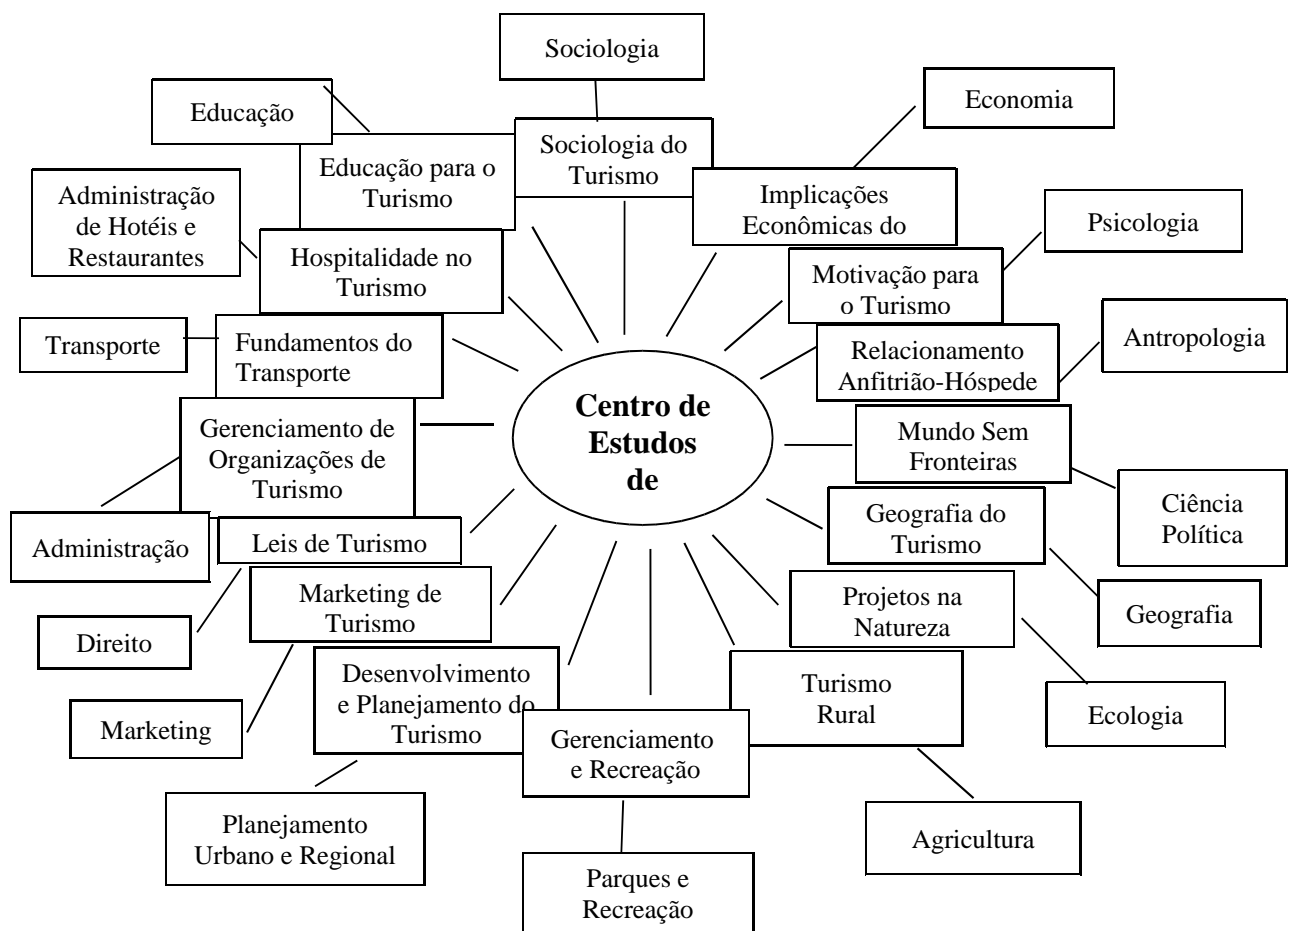 Sociologia
Educação
Economia
Sociologia do
Turismo
Educação para o
Turismo
Implicações
Econômicas do
Administração
de Hotéis e
Restaurantes
Psicologia
Hospitalidade no
Turismo
Motivação para
o Turismo
Transporte
Fundamentos do
Transporte
Relacionamento
Anfitrião-Hóspede
Antropologia
Centro de
Estudos
de
Gerenciamento de
Organizações de
Turismo
Mundo Sem
Fronteiras
Administração
Leis de Turismo
Geografia do
Turismo
Ciência
Política
Direito
Marketing de
Turismo
Projetos na
Natureza
Geografia
Marketing
Desenvolvimento
e Planejamento do
Turismo
Gerenciamento
e Recreação
Turismo
Rural
Ecologia
Planejamento
Urbano e Regional
Parques e
Recreação
Agricultura